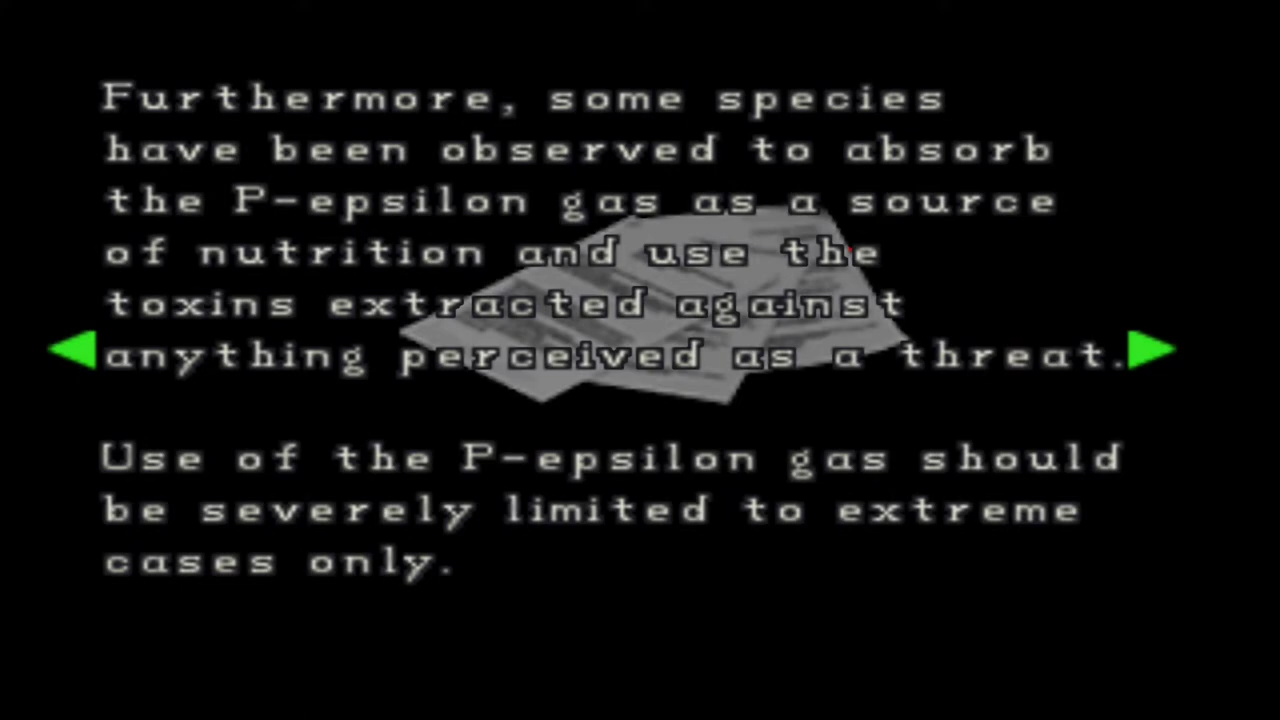 Furthermore, some species
have been observed to absorb
the P-epsilon gas as a source
of nutrition and use the
toxins extracted against
anything perceived as a threat.
Use of the P-epsilon gas should
be severely limited to extreme
cases only.